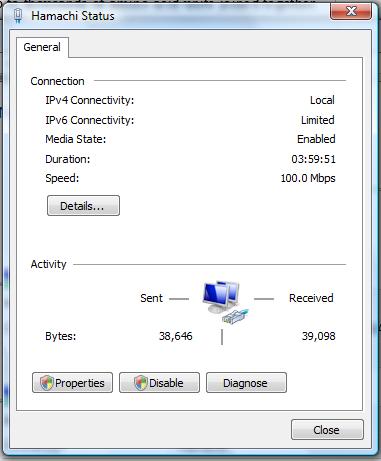 Hamachi Status
General
Connection
IPv4 Connectivity: Local
IPv6 Connectivity: Limited
Media State: Enabled
Duration: 03:59:51
Speed: 100.0 Mbps
Details...
Activity
Sent Received
Bytes: 38,646 39,098
Properties Disable Diagnose
Close